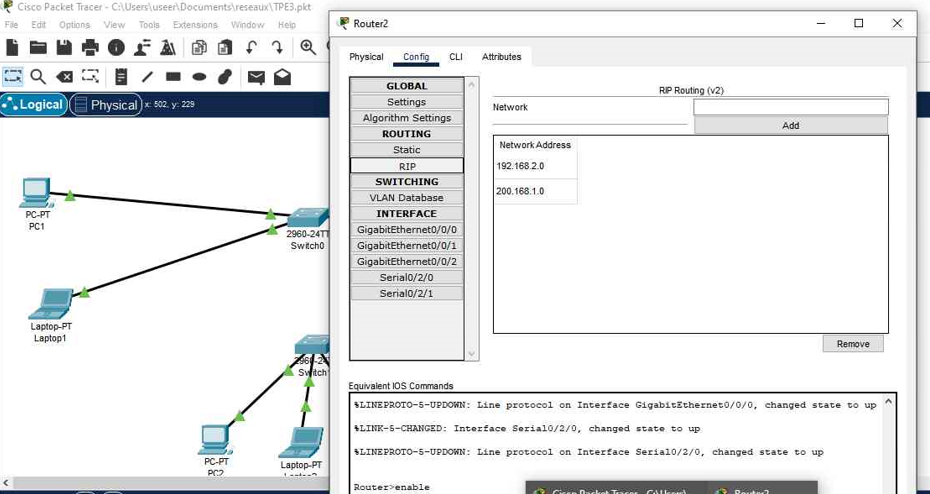 Cisco Packet Tracer - C:\Users\useer\Documents\reseaux\TPE3.pkt
File Edit Options View Tools Extensions Window Help
Logical Physical x: 502, y: 229
PC-PT
PC1
2960-24TT
Switch0
Laptop-PT
Laptop1
2960-24
Switch
PC-PT
PC2
Laptop-PT
Router2
Physical Config CLI Attributes
GLOBAL
Settings
Algorithm Settings
ROUTING
Static
RIP
SWITCHING
VLAN Database
INTERFACE
GigabitEthernet0/0/0
GigabitEthernet0/0/1
GigabitEthernet0/0/2
Serial0/2/0
Serial0/2/1
RIP Routing (v2)
Network
Add
Network Address
192.168.2.0
200.168.1.0
Remove
Equivalent IOS Commands
%LINEPROTO-5-UPDOWN: Line protocol on Interface GigabitEthernet0/0/0, changed state to up
%LINK-5-CHANGED: Interface Serial0/2/0, changed state to up
%LINEPROTO-5-UPDOWN: Line protocol on Interface Serial0/2/0, changed state to up
Router>enable
Cisco Packet Tracer - C:\Users\ Router2